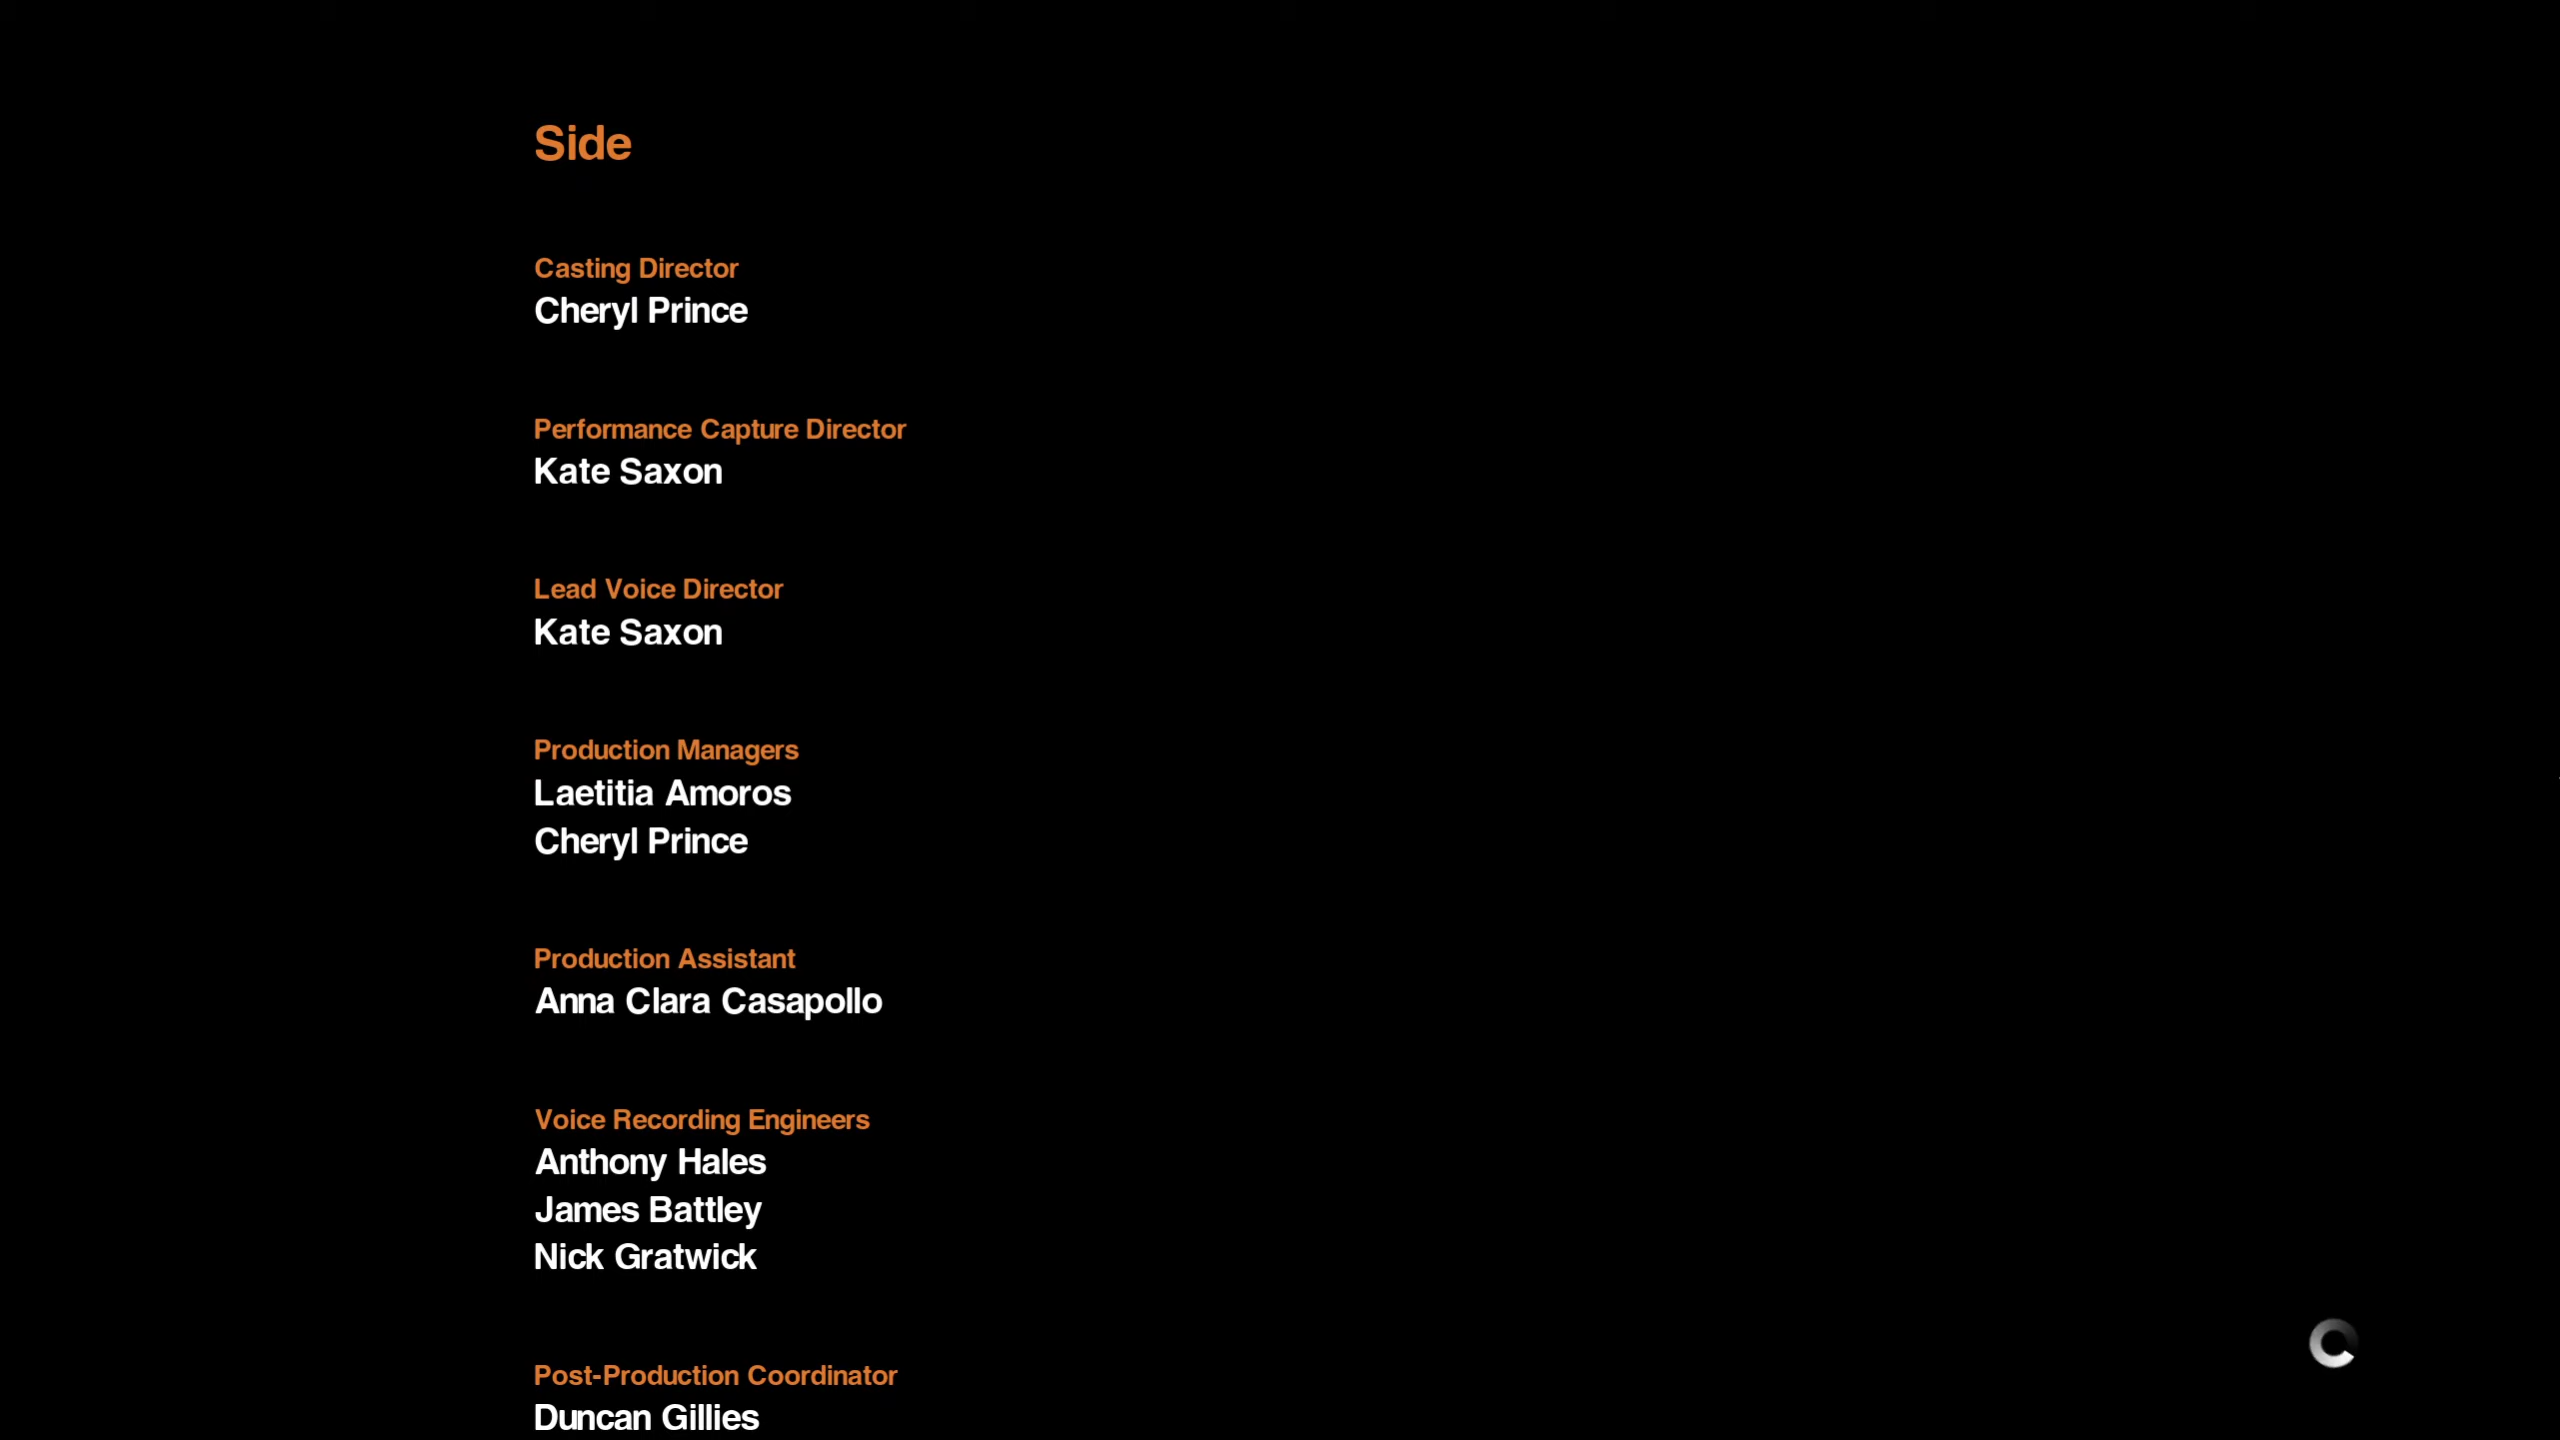 Side
Casting Director
Cheryl Prince
Performance Capture Director
Kate Saxon
Lead Voice Director
Kate Saxon
Production Managers
Laetitia Amoros
Cheryl Prince
Production Assistant
Anna Clara Casapollo
Voice Recording Engineers
Anthony Hales
James Battley
Nick Gratwick
Post-Production Coordinator
Duncan Gillies